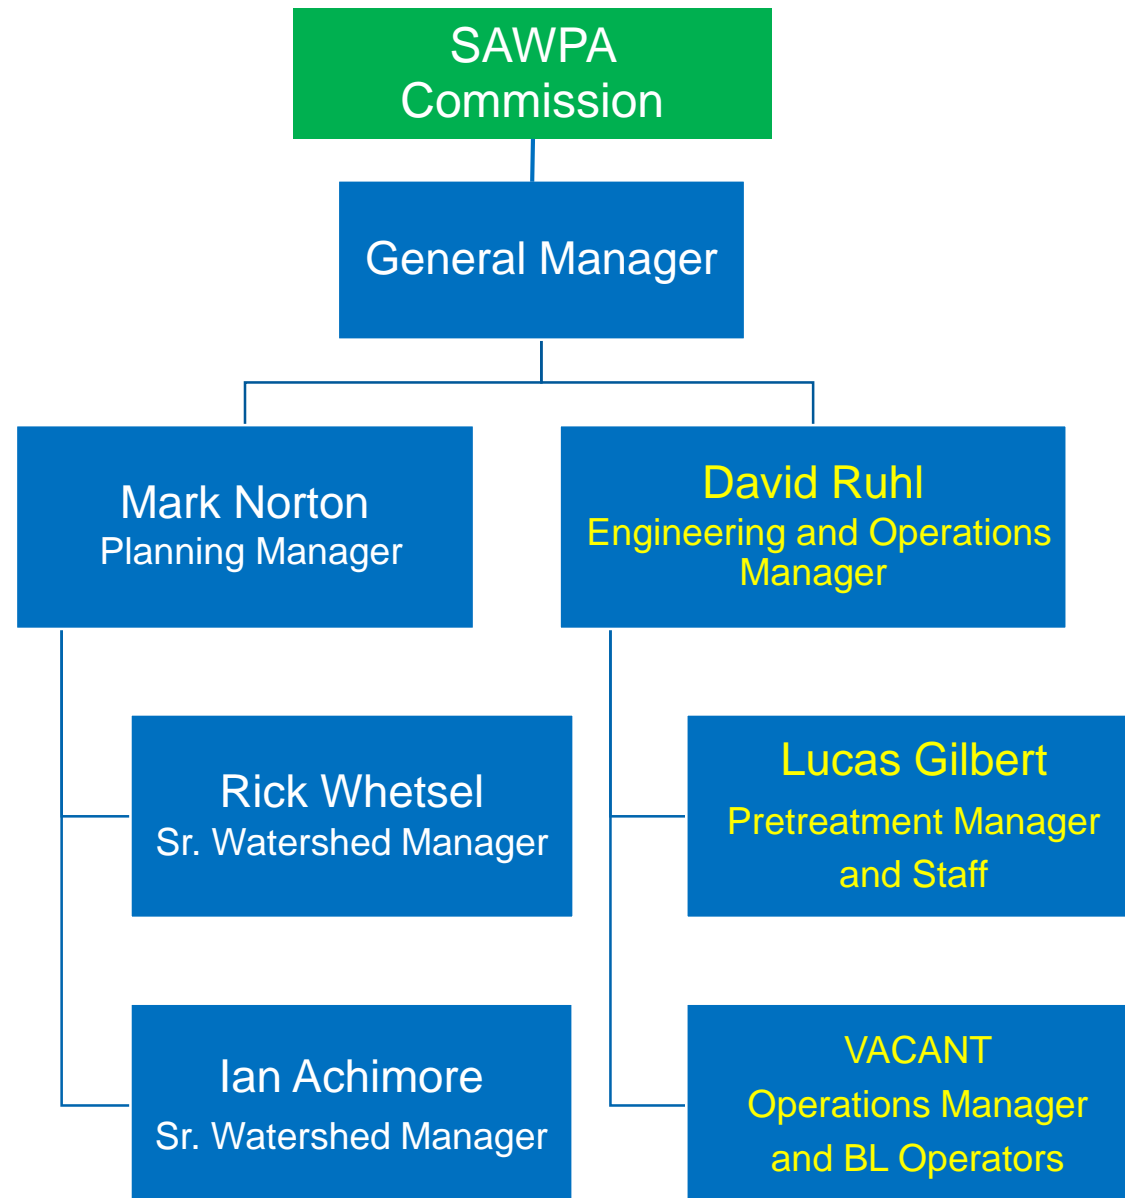 SAWPA
Commission
General Manager
Mark Norton
Planning Manager
David Ruhl
Engineering and Operations
Manager
Rick Whetsel
Sr. Watershed Manager
Lucas Gilbert
Pretreatment Manager
and Staff
Ian Achimore
Sr. Watershed Manager
VACANT
Operations Manager
and BL Operators